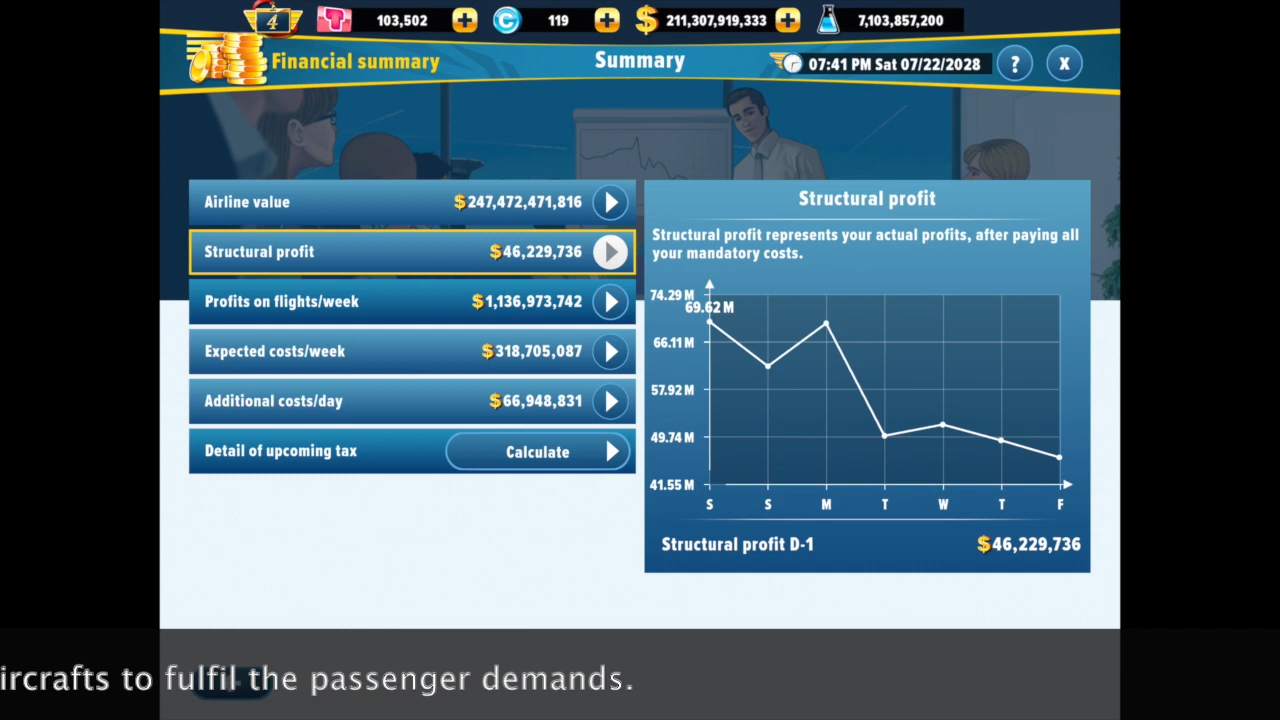 4
103,502
119
211,307,919,333
7,103,857,200
Financial summary
Summary
07:41 PM Sat 07/22/2028
?
X
Airline value
$247,472,471,816
Structural profit
$46,229,736
Profits on flights/week
$1,136,973,742
Expected costs/week
$318,705,087
Additional costs/day
$66,948,831
Detail of upcoming tax
Calculate
Structural profit
Structural profit represents your actual profits, after paying all
your mandatory costs.
74.29 M
69.62 M
66.11 M
57.92 M
49.74 M
41.55 M
S S M T W T F
Structural profit D-1
$46,229,736
ircrafts to fulfil the passenger demands.